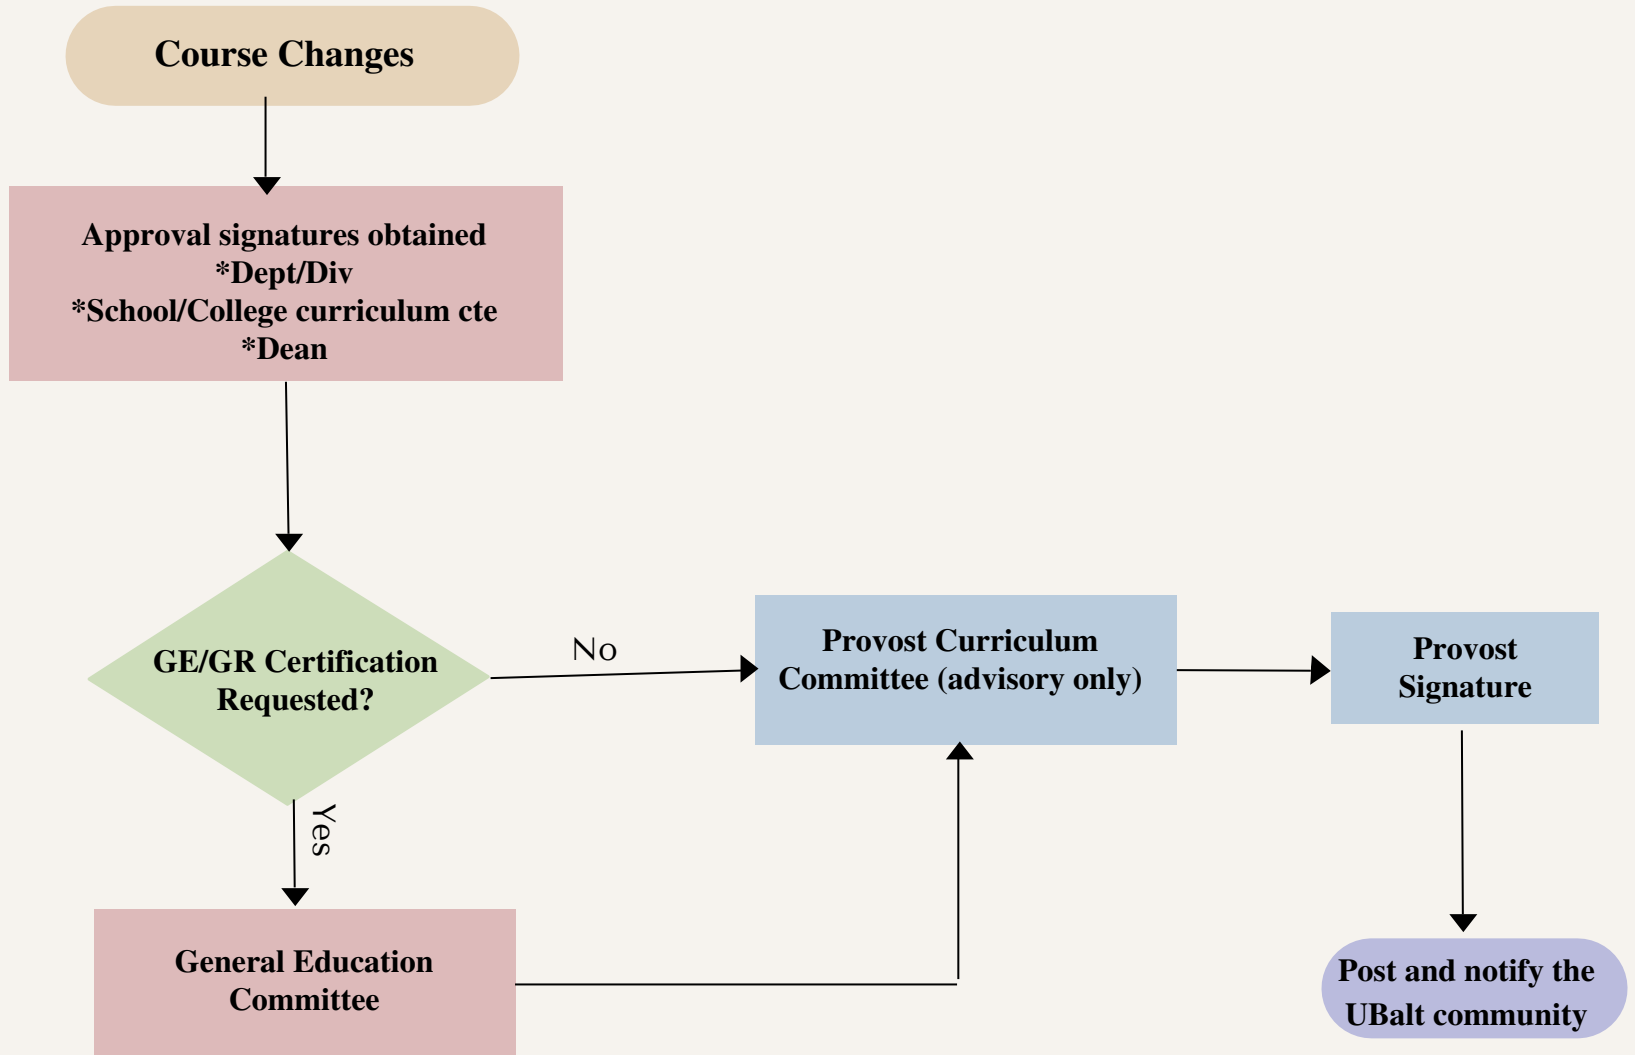 Course Changes
Approval signatures obtained
*Dept/Div
*School/College curriculum cte
*Dean
GE/GR Certification
Requested?
No
Yes
Provost Curriculum
Committee (advisory only)
Provost
Signature
General Education
Committee
Post and notify the
UBalt community